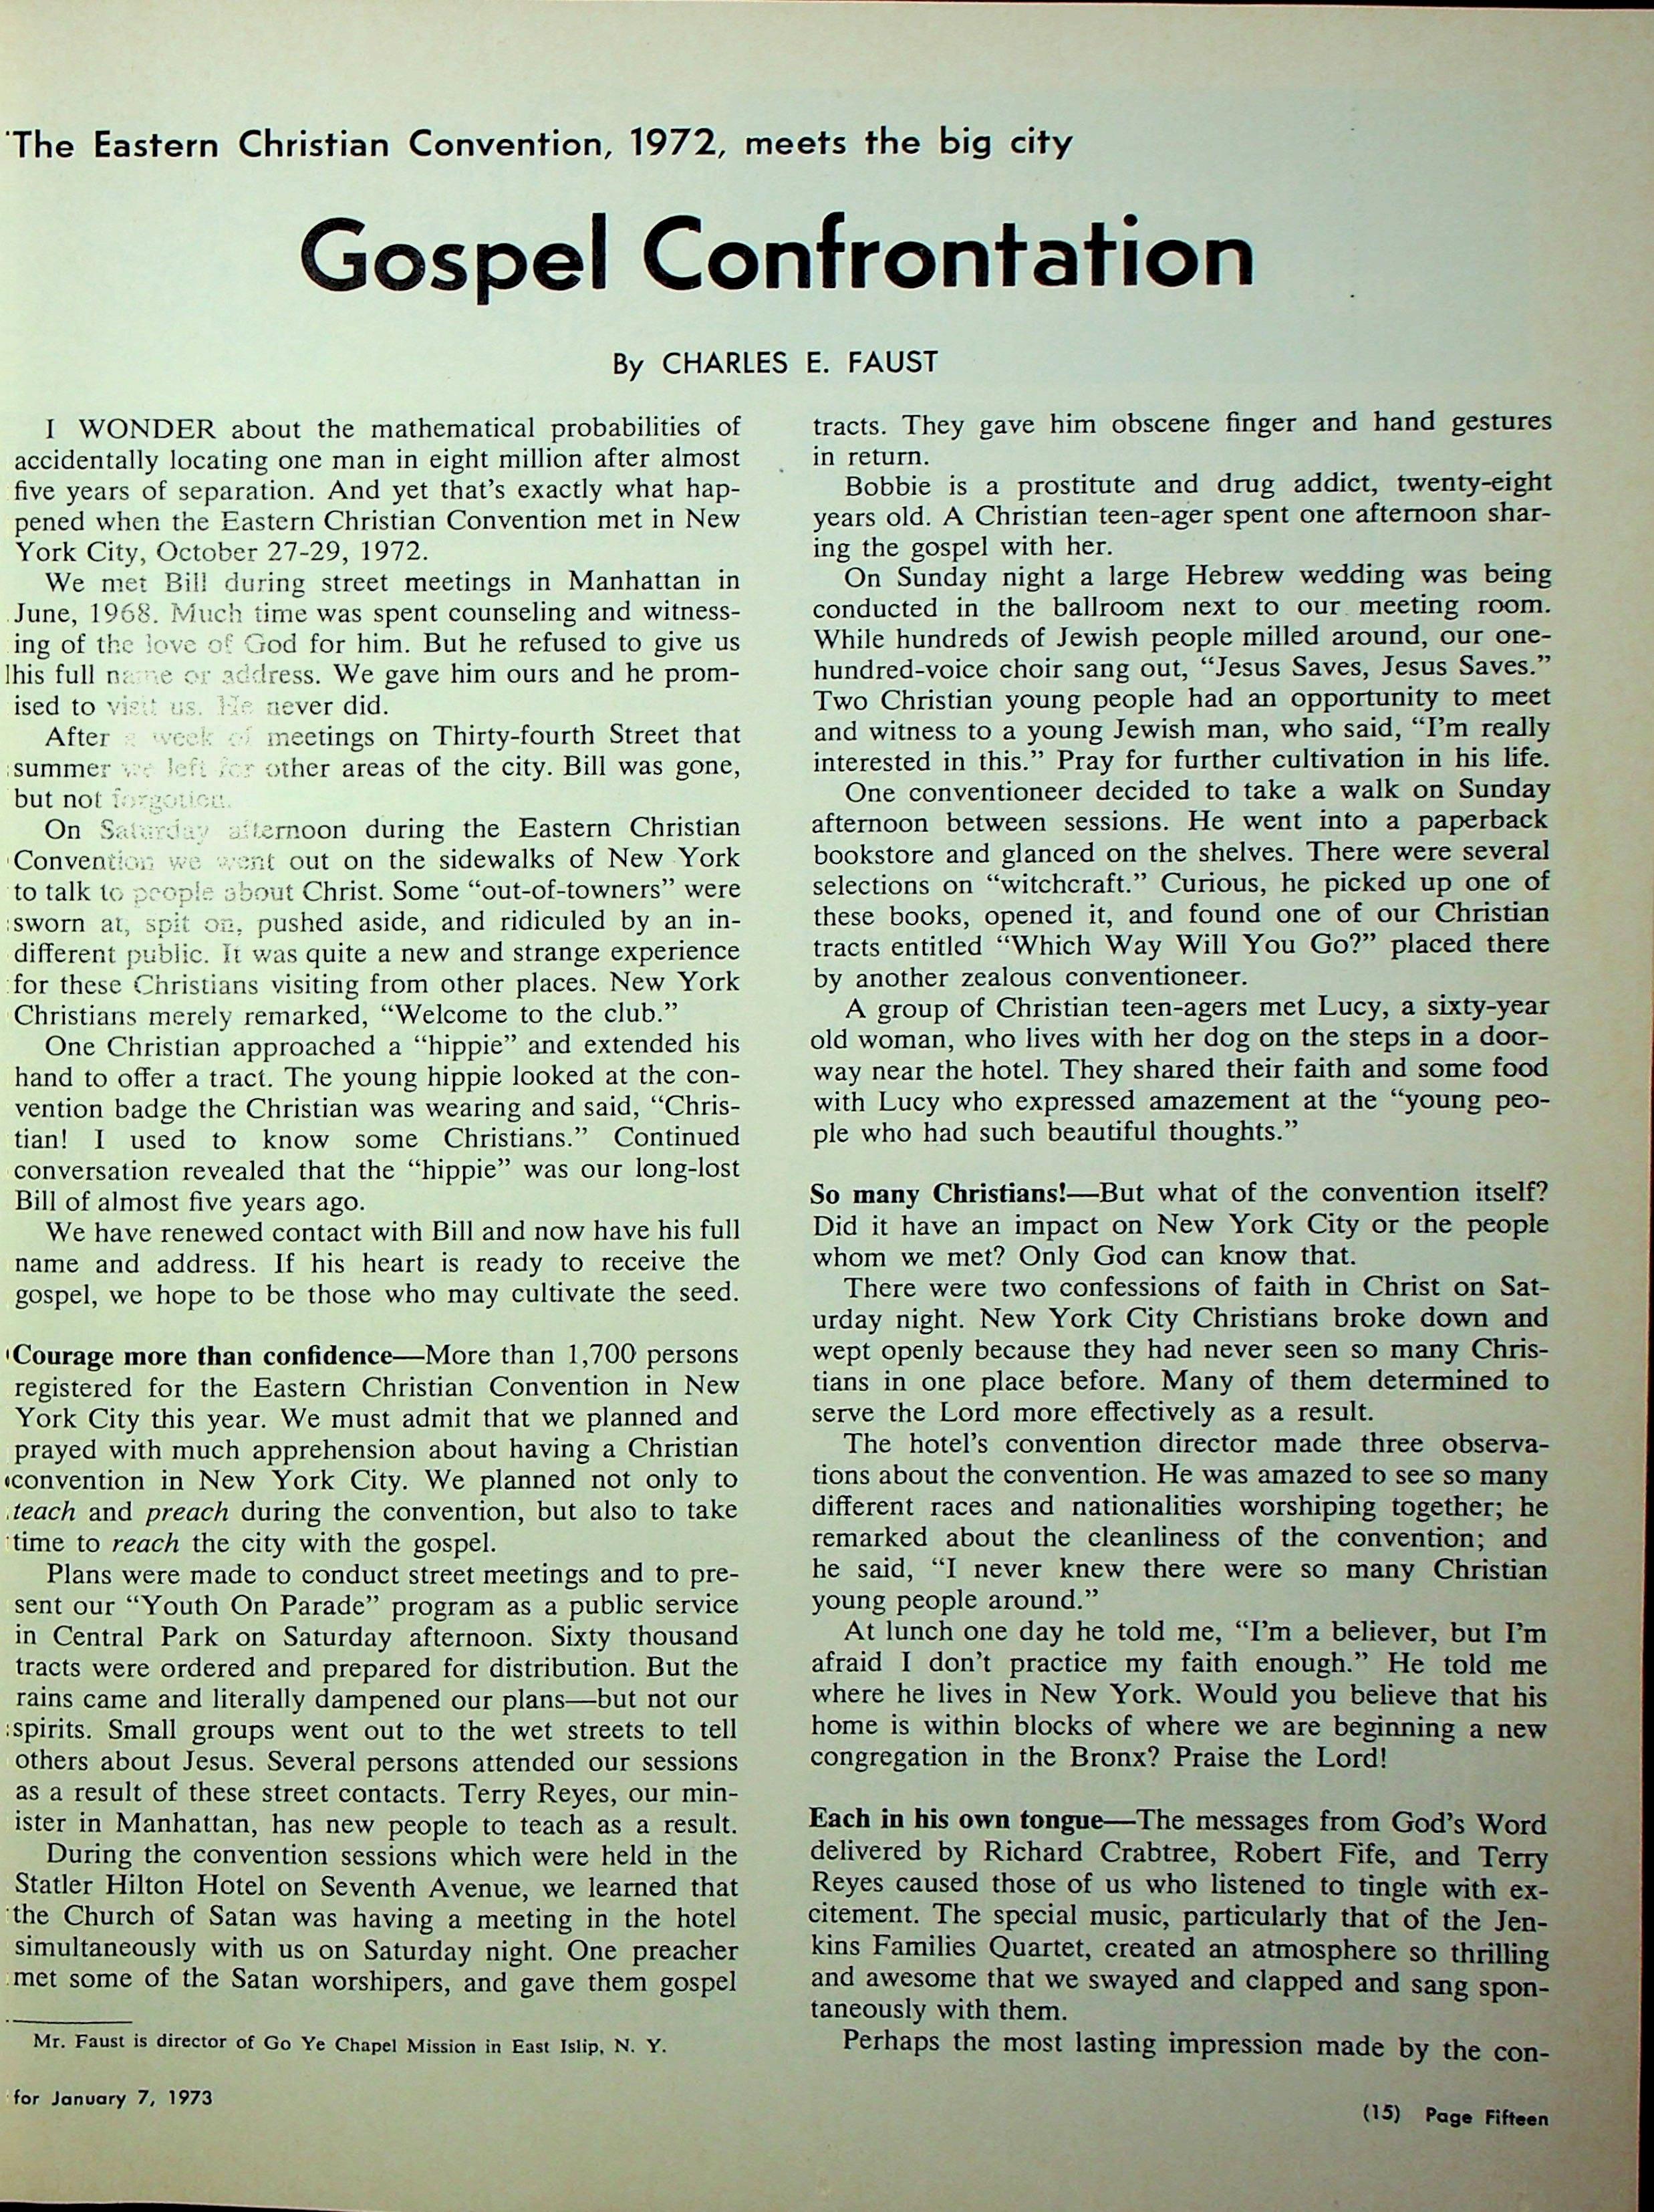 The Eastern Christian Convention, 1972, meets the big city
Gospel Confrontation
By CHARLES E. FAUST
I WONDER about the mathematical probabilities of
accidentally locating one man in eight million after almost
five years of separation. And yet that's exactly what hap-
pened when the Eastern Christian Convention met in New
York City, October 27-29, 1972.
We met Bill during street meetings in Manhattan in
June, 1968. Much time was spent counseling and witness-
ing of the love of God for him. But he refused to give us
his full name or address. We gave him ours and he prom-
ised to visit us. He never did.
After a week of meetings on Thirty-fourth Street that
summer we left for other areas of the city. Bill was gone,
but not forgotten.
On Saturday afternoon during the Eastern Christian
Convention we went out on the sidewalks of New York
to talk to people about Christ. Some “out-of-towners” were
sworn at, spit on, pushed aside, and ridiculed by an in-
different public. It was quite a new and strange experience
for these Christians visiting from other places. New York
Christians merely remarked, “Welcome to the club.”
One Christian approached a “hippie” and extended his
hand to offer a tract. The young hippie looked at the con-
vention badge the Christian was wearing and said, “Chris-
tian! I used to know some Christians.” Continued
conversation revealed that the “hippie” was our long-lost
Bill of almost five years ago.
We have renewed contact with Bill and now have his full
name and address. If his heart is ready to receive the
gospel, we hope to be those who may cultivate the seed.
Courage more than confidence—More than 1,700 persons
registered for the Eastern Christian Convention in New
York City this year. We must admit that we planned and
prayed with much apprehension about having a Christian
convention in New York City. We planned not only to
teach and preach during the convention, but also to take
time to reach the city with the gospel.
Plans were made to conduct street meetings and to pre-
sent our “Youth On Parade” program as a public service
in Central Park on Saturday afternoon. Sixty thousand
tracts were ordered and prepared for distribution. But the
rains came and literally dampened our plans—but not our
spirits. Small groups went out to the wet streets to tell
others about Jesus. Several persons attended our sessions
as a result of these street contacts. Terry Reyes, our min-
ister in Manhattan, has new people to teach as a result.
During the convention sessions which were held in the
Statler Hilton Hotel on Seventh Avenue, we learned that
the Church of Satan was having a meeting in the hotel
simultaneously with us on Saturday night. One preacher
met some of the Satan worshipers, and gave them gospel
Mr. Faust is director of Go Ye Chapel Mission in East Islip, N. Y.
tracts. They gave him obscene finger and hand gestures
in return.
Bobbie is a prostitute and drug addict, twenty-eight
years old. A Christian teen-ager spent one afternoon shar-
ing the gospel with her.
On Sunday night a large Hebrew wedding was being
conducted in the ballroom next to our meeting room.
While hundreds of Jewish people milled around, our one-
hundred-voice choir sang out, “Jesus Saves, Jesus Saves.”
Two Christian young people had an opportunity to meet
and witness to a young Jewish man, who said, “I'm really
interested in this.” Pray for further cultivation in his life.
One conventioneer decided to take a walk on Sunday
afternoon between sessions. He went into a paperback
bookstore and glanced on the shelves. There were several
selections on “witchcraft.” Curious, he picked up one of
these books, opened it, and found one of our Christian
tracts entitled “Which Way Will You Go?” placed there
by another zealous conventioneer.
A group of Christian teen-agers met Lucy, a sixty-year
old woman, who lives with her dog on the steps in a door-
way near the hotel. They shared their faith and some food
with Lucy who expressed amazement at the “young peo-
ple who had such beautiful thoughts.”
So many Christians!—But what of the convention itself?
Did it have an impact on New York City or the people
whom we met? Only God can know that.
There were two confessions of faith in Christ on Sat-
urday night. New York City Christians broke down and
wept openly because they had never seen so many Chris-
tians in one place before. Many of them determined to
serve the Lord more effectively as a result.
The hotel's convention director made three observa-
tions about the convention. He was amazed to see so many
different races and nationalities worshiping together; he
remarked about the cleanliness of the convention; and
he said, “I never knew there were so many Christian
young people around.”
At lunch one day he told me, “I'm a believer, but I'm
afraid I don't practice my faith enough.” He told me
where he lives in New York. Would you believe that his
home is within blocks of where we are beginning a new
congregation in the Bronx? Praise the Lord!
Each in his own tongue—The messages from God's Word
delivered by Richard Crabtree, Robert Fife, and Terry
Reyes caused those of us who listened to tingle with ex-
citement. The special music, particularly that of the Jen-
kins Families Quartet, created an atmosphere so thrilling
and awesome that we swayed and clapped and sang spon-
taneously with them.
Perhaps the most lasting impression made by the con-
for January 7, 1973
(15) Page Fifteen